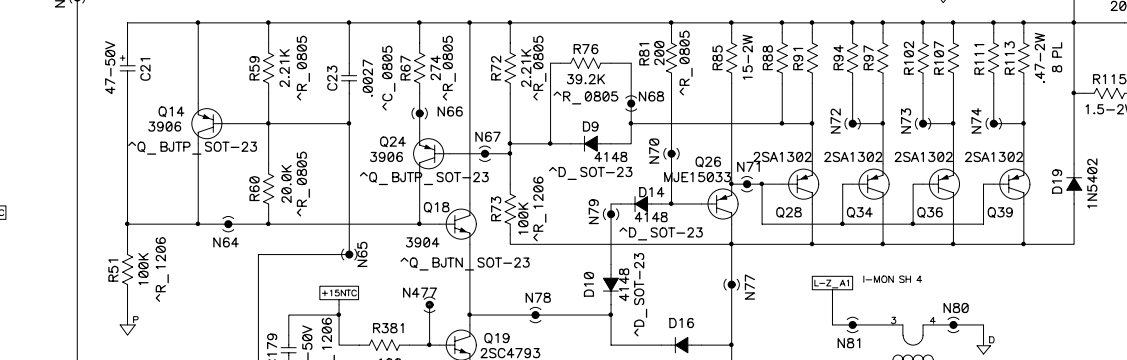 20
47-50V
C21
R59
2.21K
^R_0805
C23
.0027
^C_0805
R67
274
^R_0805
R72
2.21K
^R_0805
R76
39.2K
^R_0805
R81
200
^R_0805
R85
15-2W
R88
R91
R94
R97
R102
R107
R111
R113
.47-2W
8 PL
R115
1.5-2W
Q14
3906
^Q_BJTP_SOT-23
N66
N68
N72
N73
N74
Q24
3906
^Q_BJTP_SOT-23
N67
D9
4148
^D_SOT-23
N70
Q26
MJE15033
N71
2SA1302
2SA1302
2SA1302
2SA1302
Q28
Q34
Q36
Q39
D19
1N5402
R60
20.0K
^R_0805
R73
100K
^R_1206
N79
D14
4148
^D_SOT-23
Q18
3904
^Q_BJTN_SOT-23
N64
N65
R51
100K
^R_1206
P
D10
4148
^D_SOT-23
N77
+15NTC
N477
N78
L-Z_A1
I-MON SH 4
N80
3
4
N81
D
C179
50V
1206
R381
Q19
2SC4793
D16